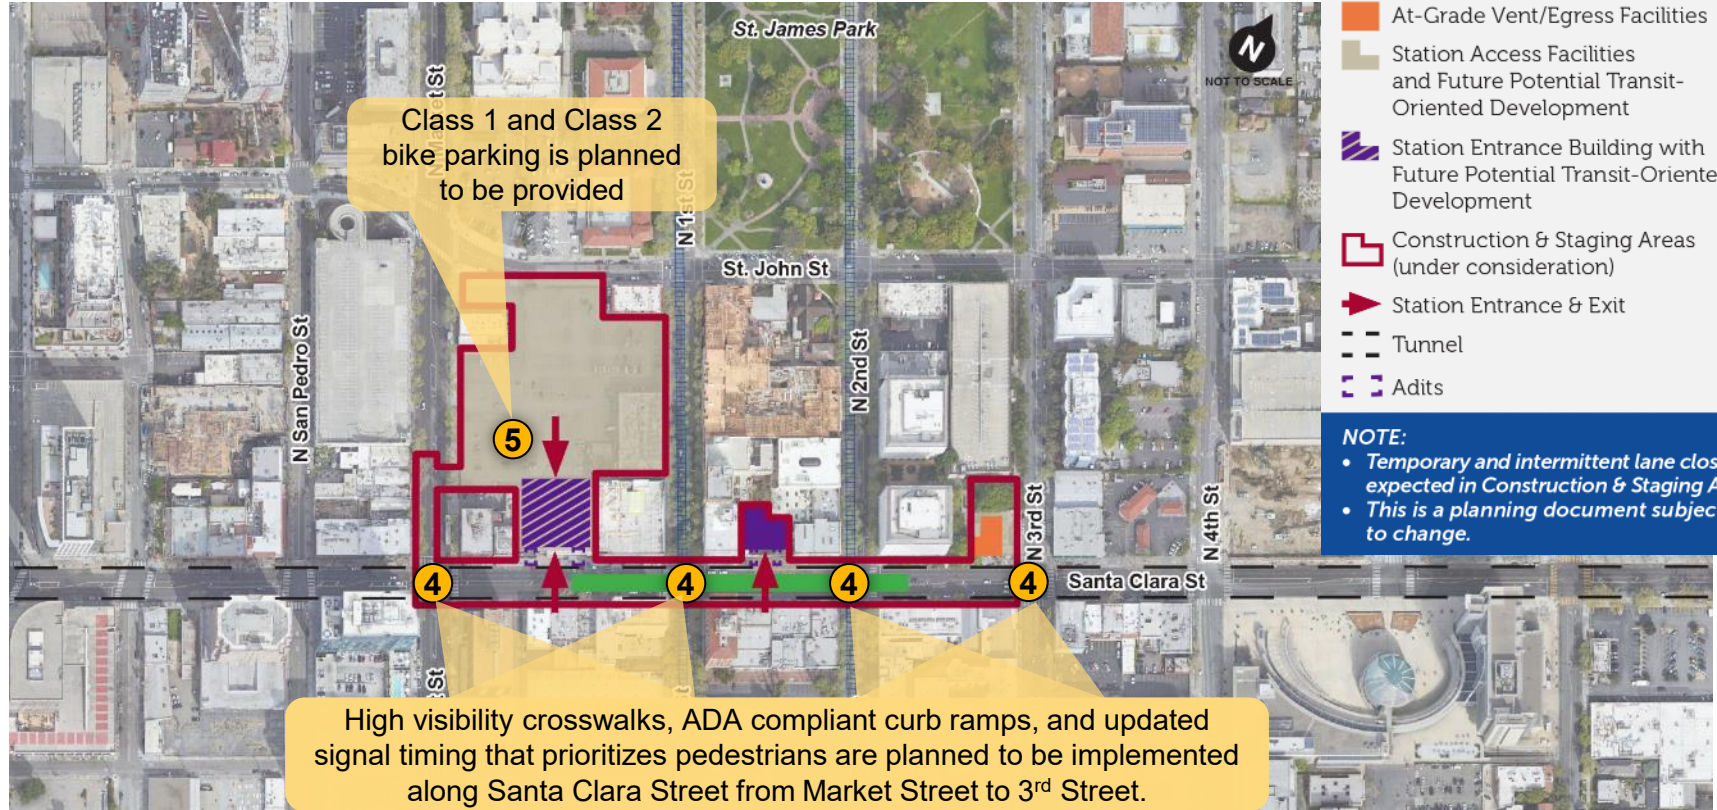 St. James Park
N
NOT TO SCALE
At-Grade Vent/Egress Facilities
Station Access Facilities
and Future Potential Transit-
Oriented Development
Station Entrance Building with
Future Potential Transit-Oriente
Development
Construction & Staging Areas
(under consideration)
Station Entrance & Exit
Tunnel
Adits
NOTE:
• Temporary and intermittent lane clos
expected in Construction & Staging A
• This is a planning document subjec
to change.
Class 1 and Class 2
bike parking is planned
to be provided
N 1st St
St. John St
N San Pedro St
N 2nd St
5
N 3rd St
N 4th St
4
4
4
4
Santa Clara St
High visibility crosswalks, ADA compliant curb ramps, and updated
signal timing that prioritizes pedestrians are planned to be implemented
along Santa Clara Street from Market Street to 3rd Street.